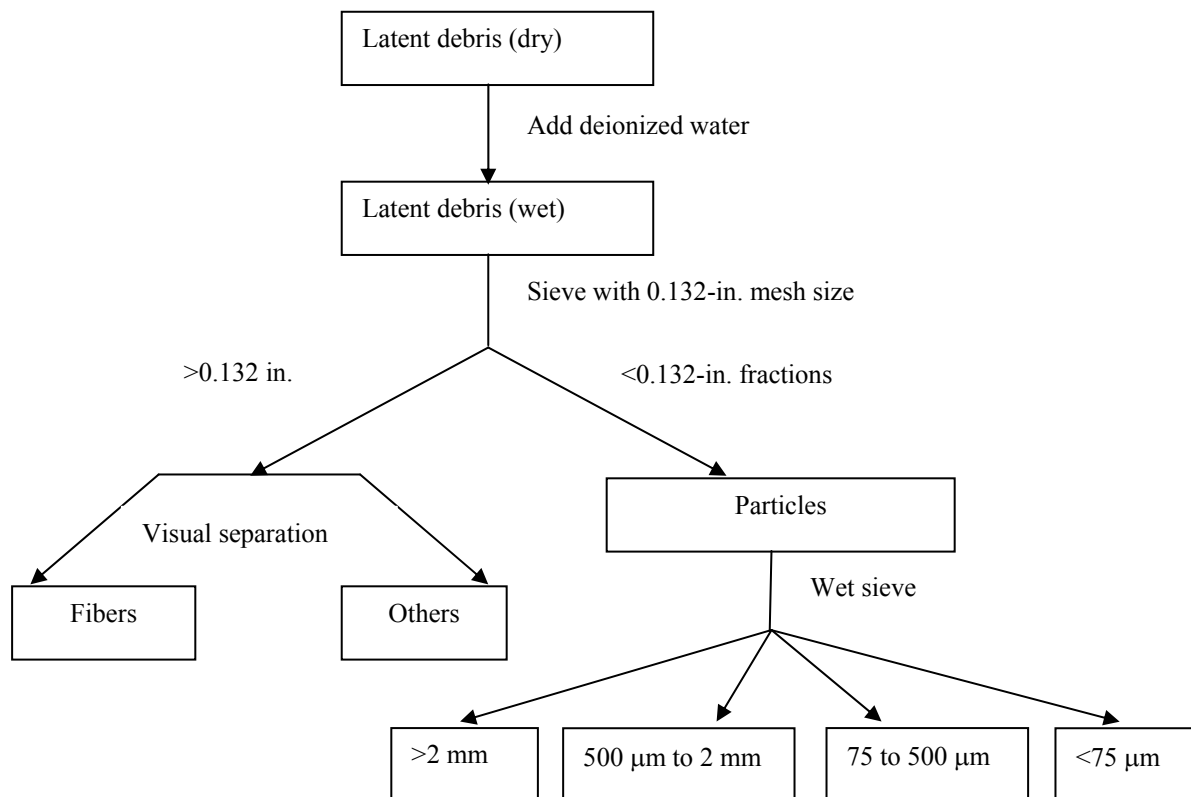 Latent debris (dry)
Add deionized water
Latent debris (wet)
Sieve with 0.132-in. mesh size
>0.132 in.
<0.132-in. fractions
Particles
Visual separation
Wet sieve
Fibers
Others
>2 mm
500 μm to 2 mm
75 to 500 μm
<75 μm